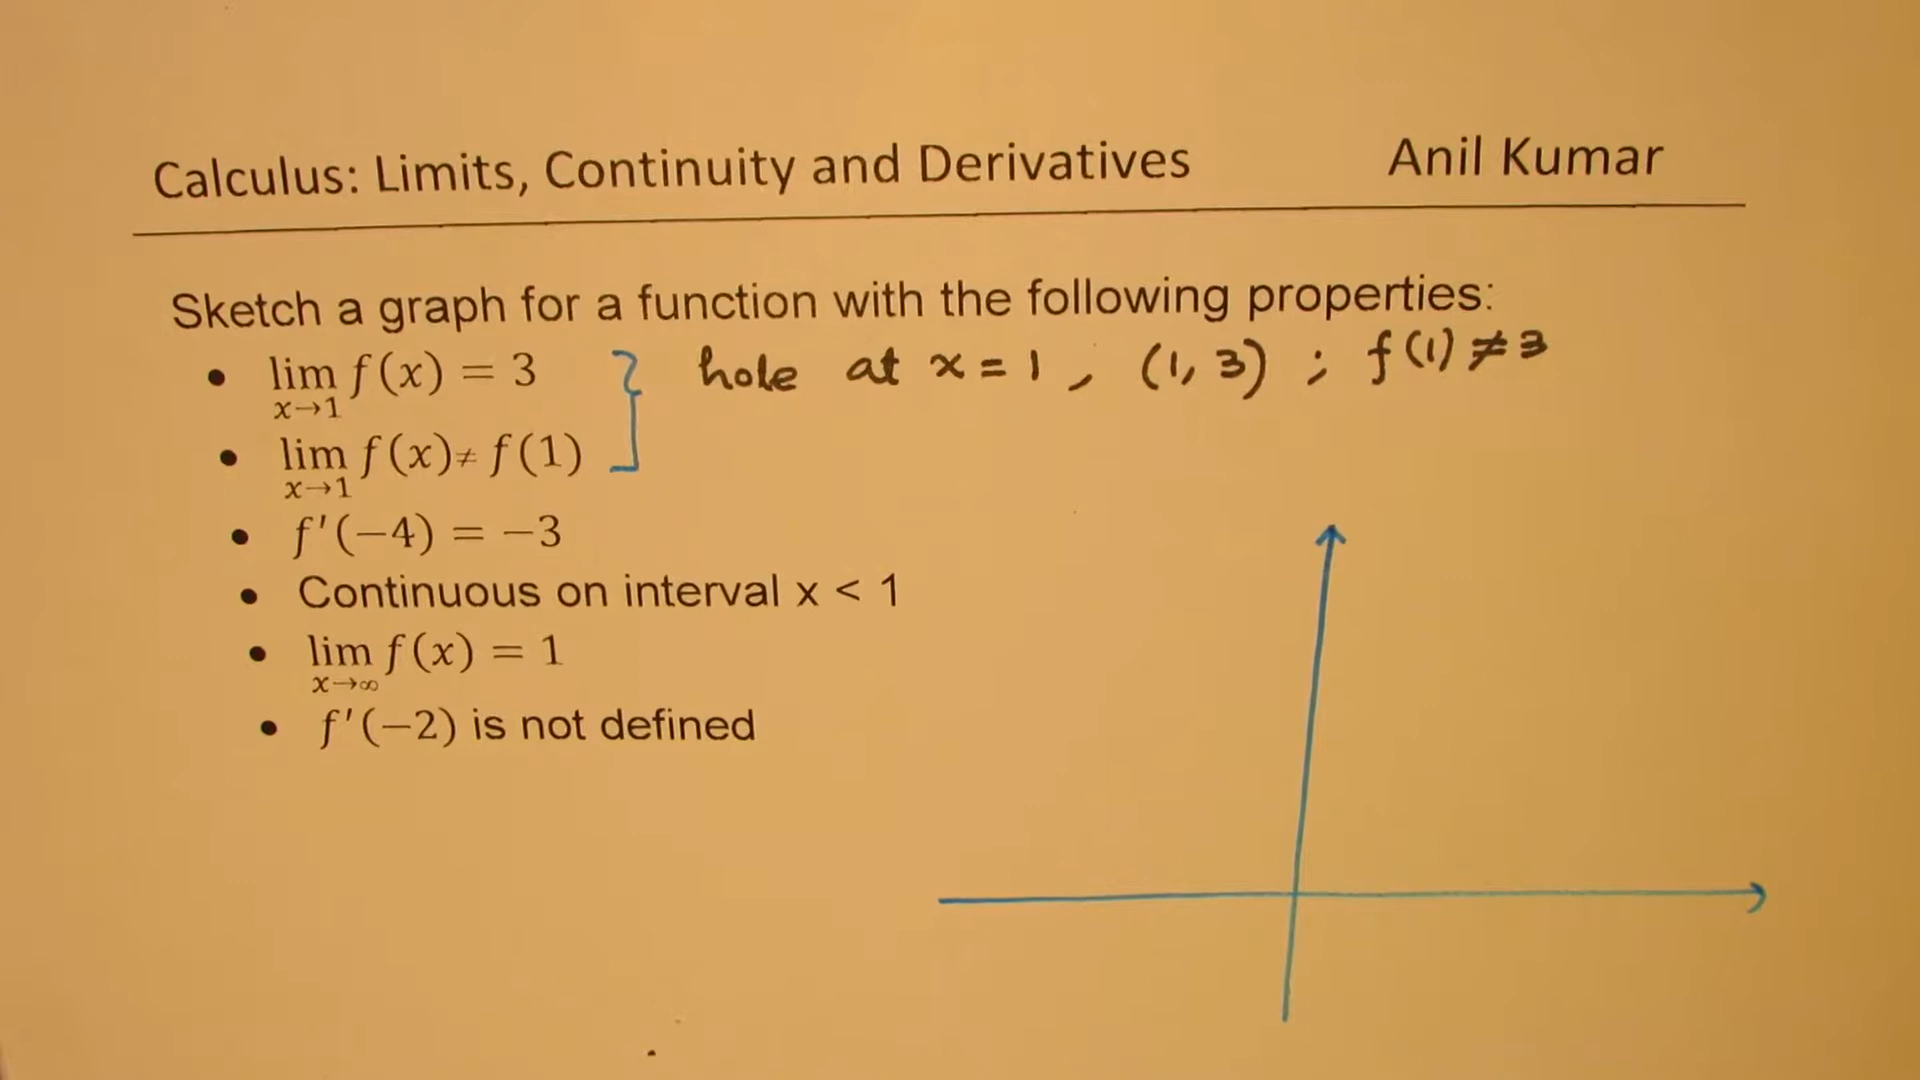 Calculus: Limits, Continuity and Derivatives Anil Kumar
Sketch a graph for a function with the following properties:
• lim x→1 f(x) = 3 hole at x = 1, (1, 3) ; f(1) ≠ 3
• lim x→1 f(x) ≠ f(1)
• f'(−4) = −3
• Continuous on interval x < 1
• lim x→∞ f(x) = 1
• f'(−2) is not defined